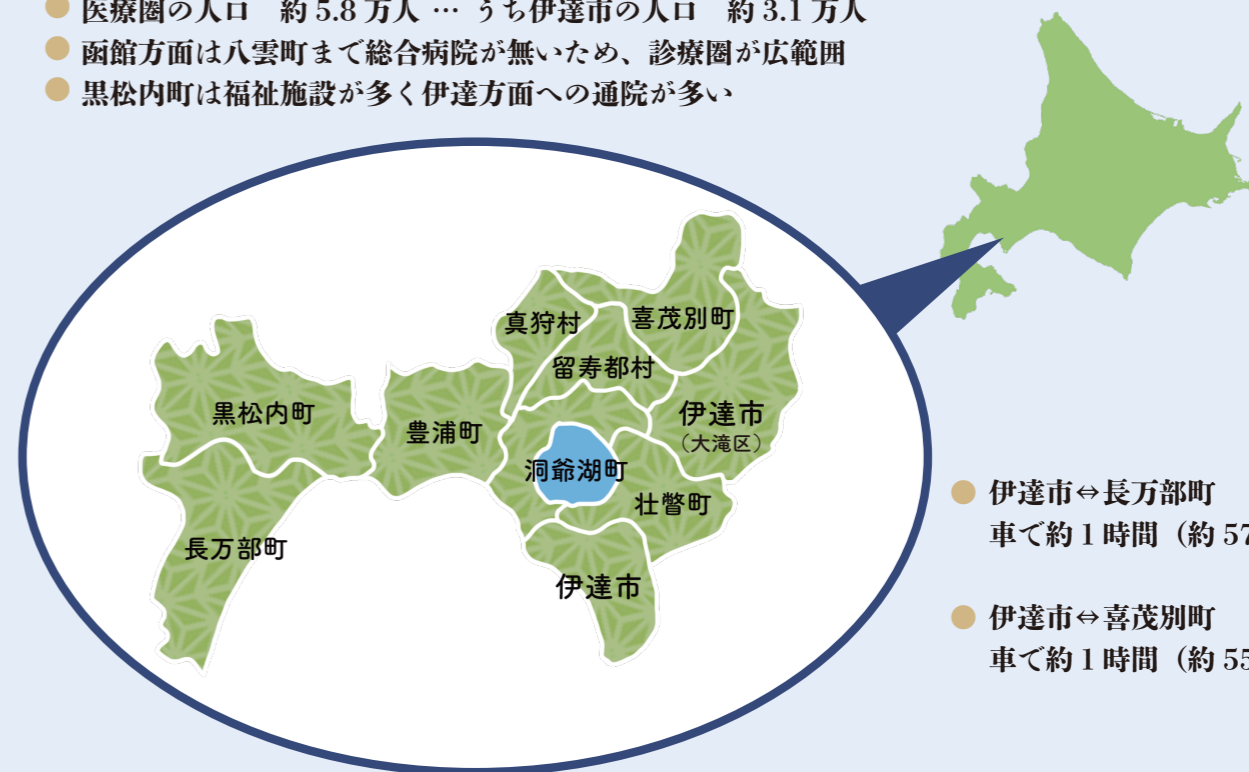 医療圏の人口 約5.8万人 … うち伊達市の人口 約3.1万人
函館方面は八雲町まで総合病院が無いため、診療圏が広範囲
黒松内町は福祉施設が多く伊達方面への通院が多い
真狩村
喜茂別町
留寿都村
黒松内町
豊浦町
伊達市
（大滝区）
洞爺湖町
壮瞥町
長万部町
伊達市
伊達市⇔長万部町
車で約1時間（約57
伊達市⇔喜茂別町
車で約1時間（約55